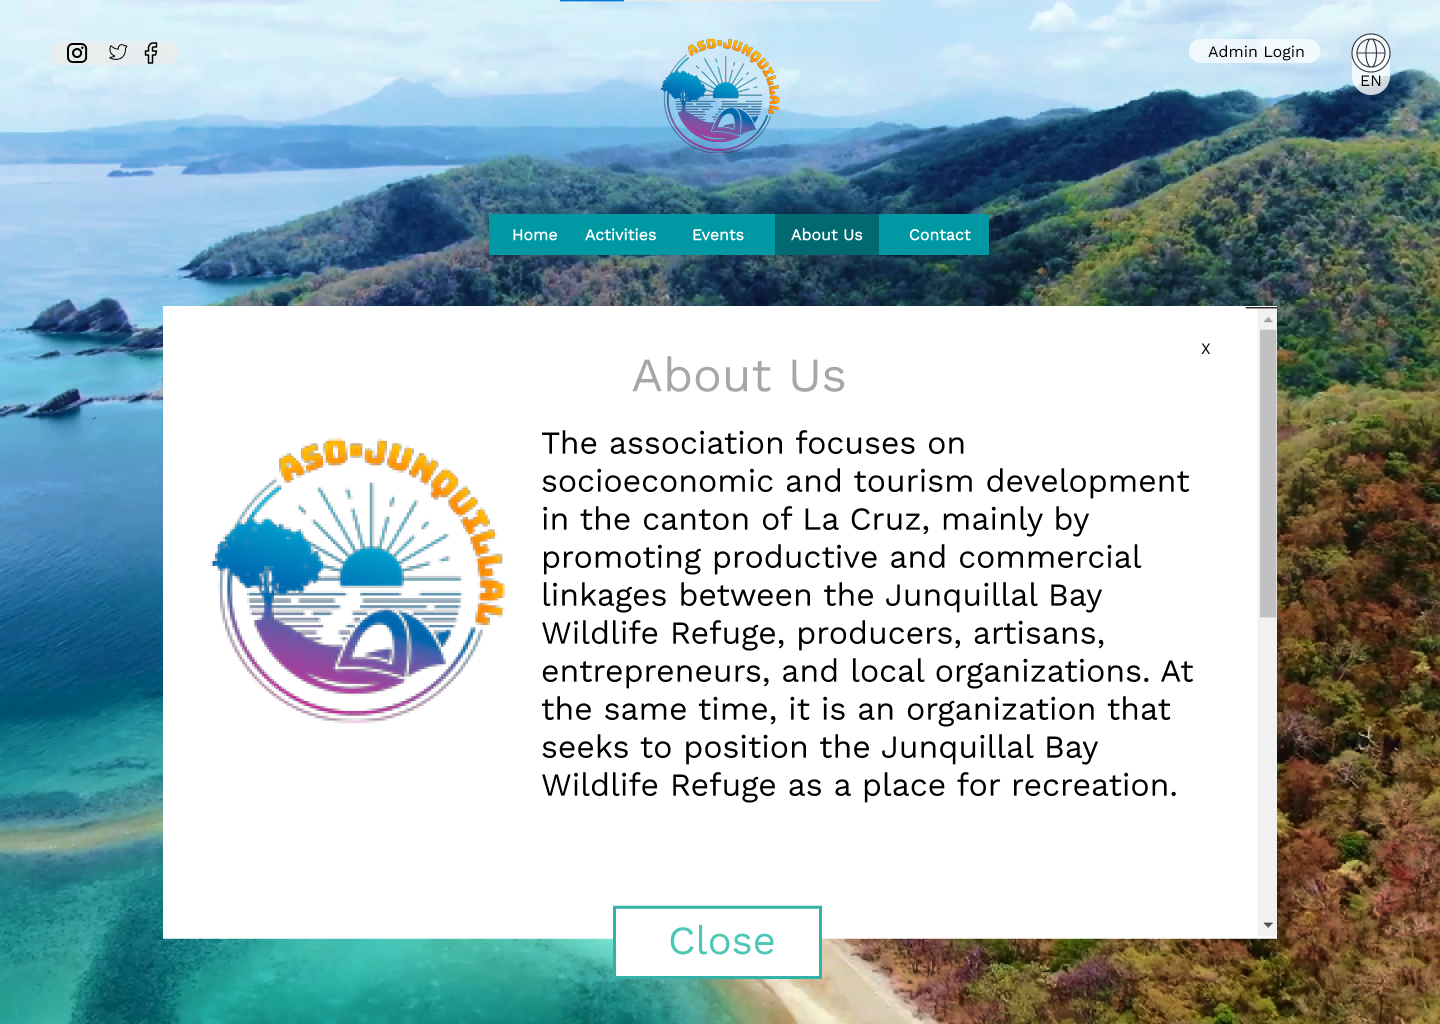 ASO-JUNQUILLAL
Admin Login
EN
Home Activities Events About Us Contact
X
About Us
ASO-JUNQUILLAL
The association focuses on
socioeconomic and tourism development
in the canton of La Cruz, mainly by
promoting productive and commercial
linkages between the Junquillal Bay
Wildlife Refuge, producers, artisans,
entrepreneurs, and local organizations. At
the same time, it is an organization that
seeks to position the Junquillal Bay
Wildlife Refuge as a place for recreation.
Close